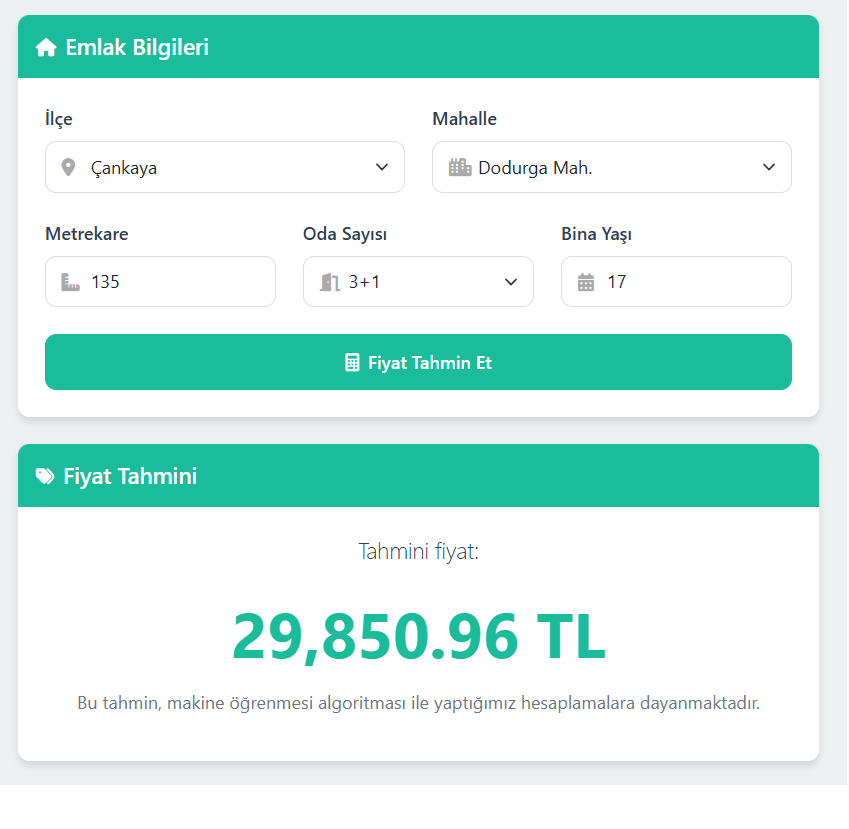 Emlak Bilgileri
İlçe
Mahalle
Çankaya
Dodurga Mah.
Metrekare
Oda Sayısı
Bina Yaşı
135
3+1
17
Fiyat Tahmin Et
Fiyat Tahmini
Tahmini fiyat:
29,850.96 TL
Bu tahmin, makine öğrenmesi algoritması ile yaptığımız hesaplamalara dayanmaktadır.